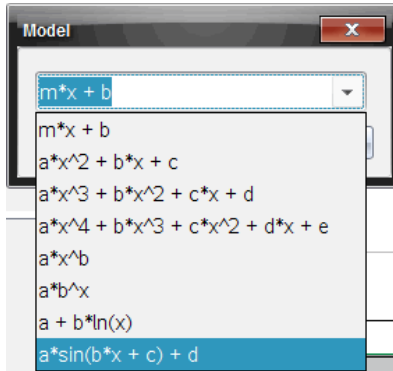 Model
x
m*x + b
m*x + b
a*x^2 + b*x + c
a*x^3 + b*x^2 + c*x + d
a*x^4 + b*x^3 + c*x^2 + d*x + e
a*x^b
a*b^x
a + b*ln(x)
a*sin(b*x + c) + d